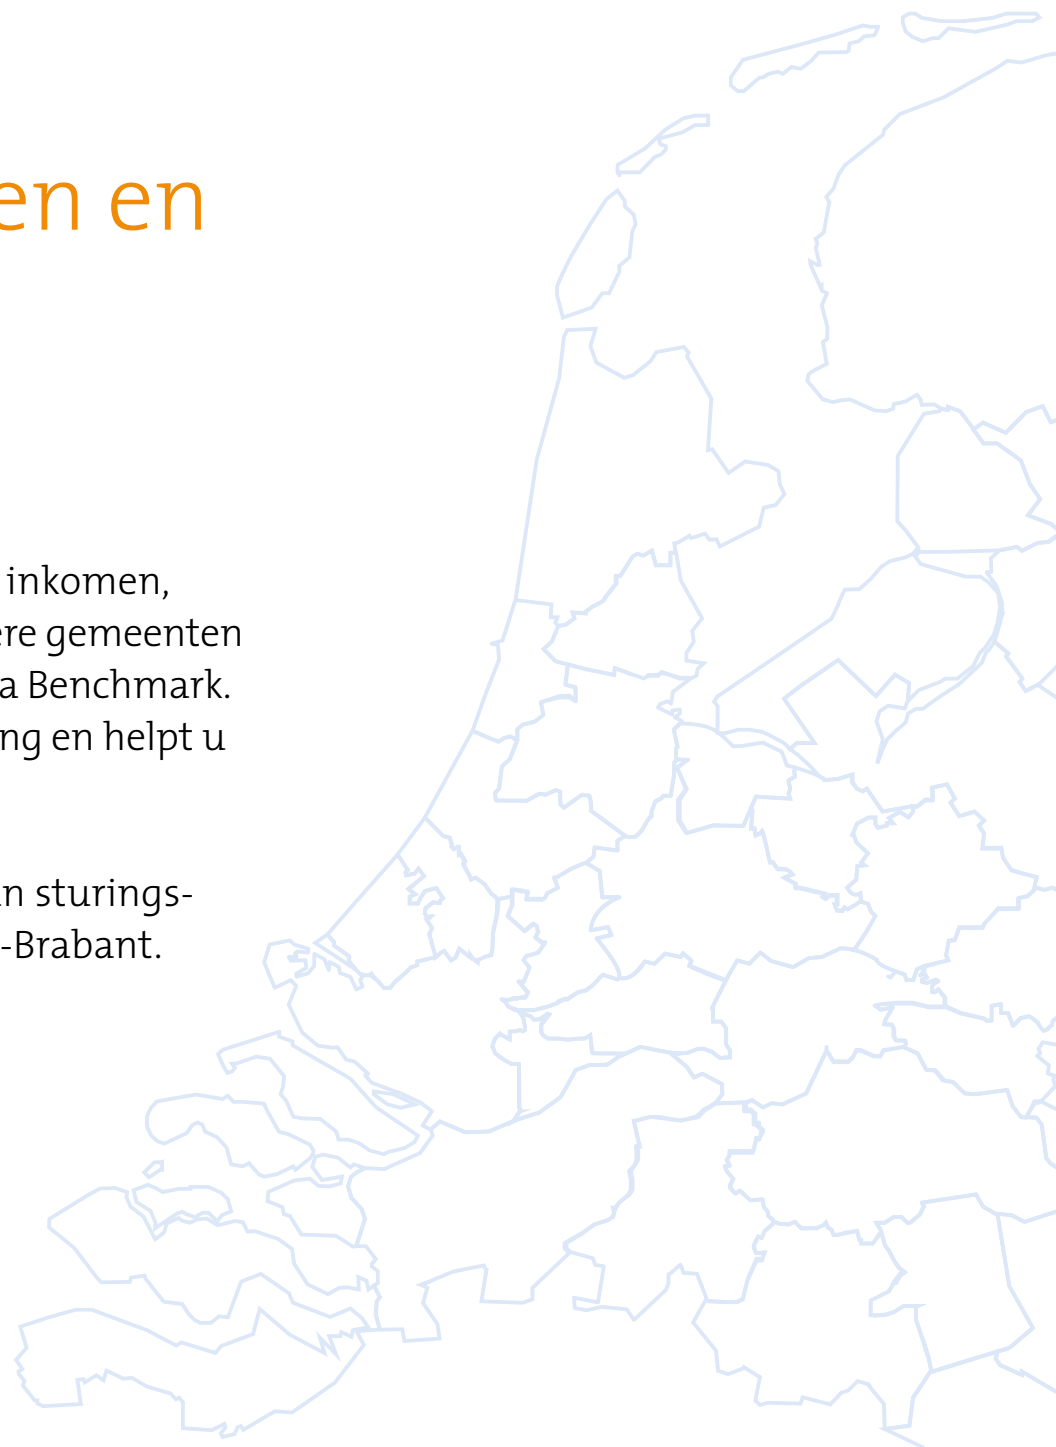 en en
inkomen,
ere gemeenten
a Benchmark.
ng en helpt u
n sturings-
-Brabant.